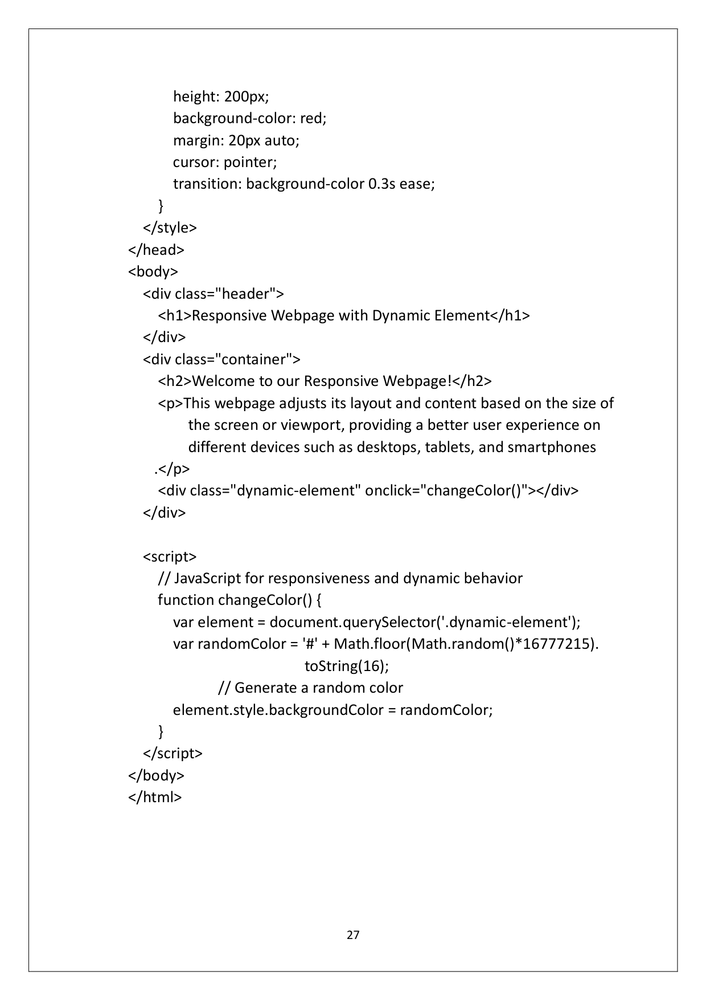 height: 200px;
background-color: red;
margin: 20px auto;
cursor: pointer;
transition: background-color 0.3s ease;
}
</style>
</head>
<body>
<div class="header">
<h1>Responsive Webpage with Dynamic Element</h1>
</div>
<div class="container">
<h2>Welcome to our Responsive Webpage!</h2>
<p>This webpage adjusts its layout and content based on the size of
the screen or viewport, providing a better user experience on
different devices such as desktops, tablets, and smartphones
.</p>
<div class="dynamic-element" onclick="changeColor()"></div>
</div>
<script>
// JavaScript for responsiveness and dynamic behavior
function changeColor() {
var element = document.querySelector('.dynamic-element');
var randomColor = '#' + Math.floor(Math.random()*16777215).
toString(16);
// Generate a random color
element.style.backgroundColor = randomColor;
}
</script>
</body>
</html>
27